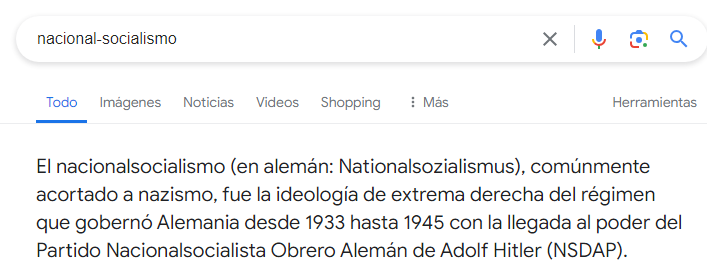 nacional-socialismo
Todo Imágenes Noticias Videos Shopping Más Herramientas
El nacionalsocialismo (en alemán: Nationalsozialismus), comúnmente
acortado a nazismo, fue la ideología de extrema derecha del régimen
que gobernó Alemania desde 1933 hasta 1945 con la llegada al poder del
Partido Nacionalsocialista Obrero Alemán de Adolf Hitler (NSDAP).